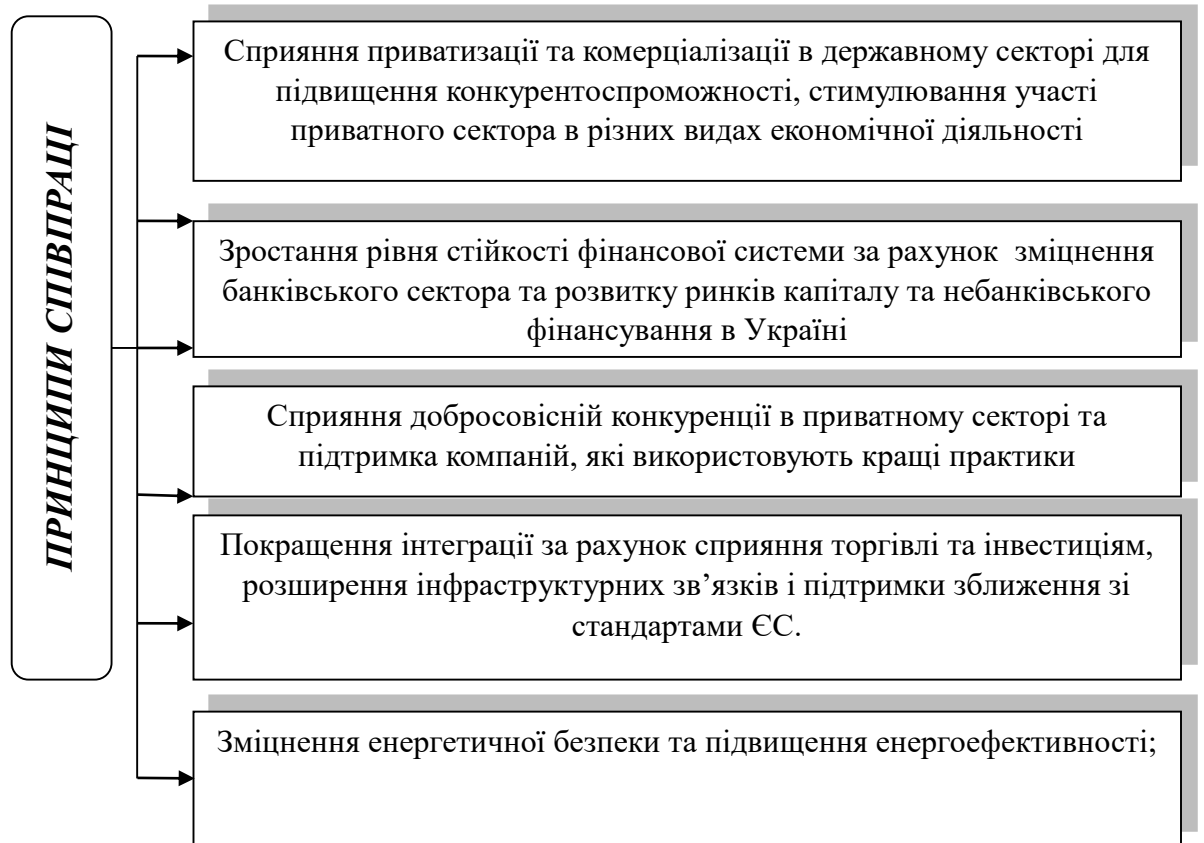 ПРИНЦИПИ СПІВПРАЦІ
Сприяння приватизації та комерціалізації в державному секторі для
підвищення конкурентоспроможності, стимулювання участі
приватного сектора в різних видах економічної діяльності
Зростання рівня стійкості фінансової системи за рахунок зміцнення
банківського сектора та розвитку ринків капіталу та небанківського
фінансування в Україні
Сприяння добросовісній конкуренції в приватному секторі та
підтримка компаній, які використовують кращі практики
Покращення інтеграції за рахунок сприяння торгівлі та інвестиціям,
розширення інфраструктурних зв’язків і підтримки зближення зі
стандартами ЄС.
Зміцнення енергетичної безпеки та підвищення енергоефективності;